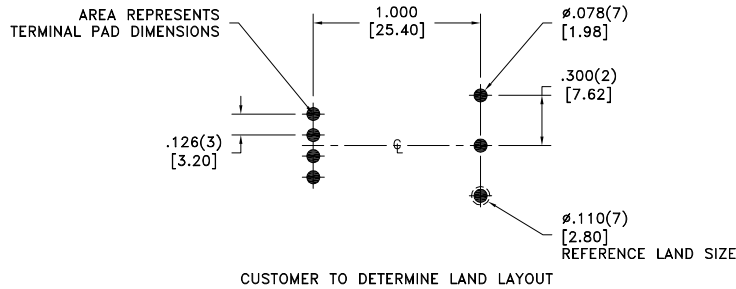 AREA REPRESENTS
TERMINAL PAD DIMENSIONS
1.000
[25.40]
ø.078(7)
[1.98]
.300(2)
[7.62]
.126(3)
[3.20]
℄
ø.110(7)
[2.80]
REFERENCE LAND SIZE
CUSTOMER TO DETERMINE LAND LAYOUT